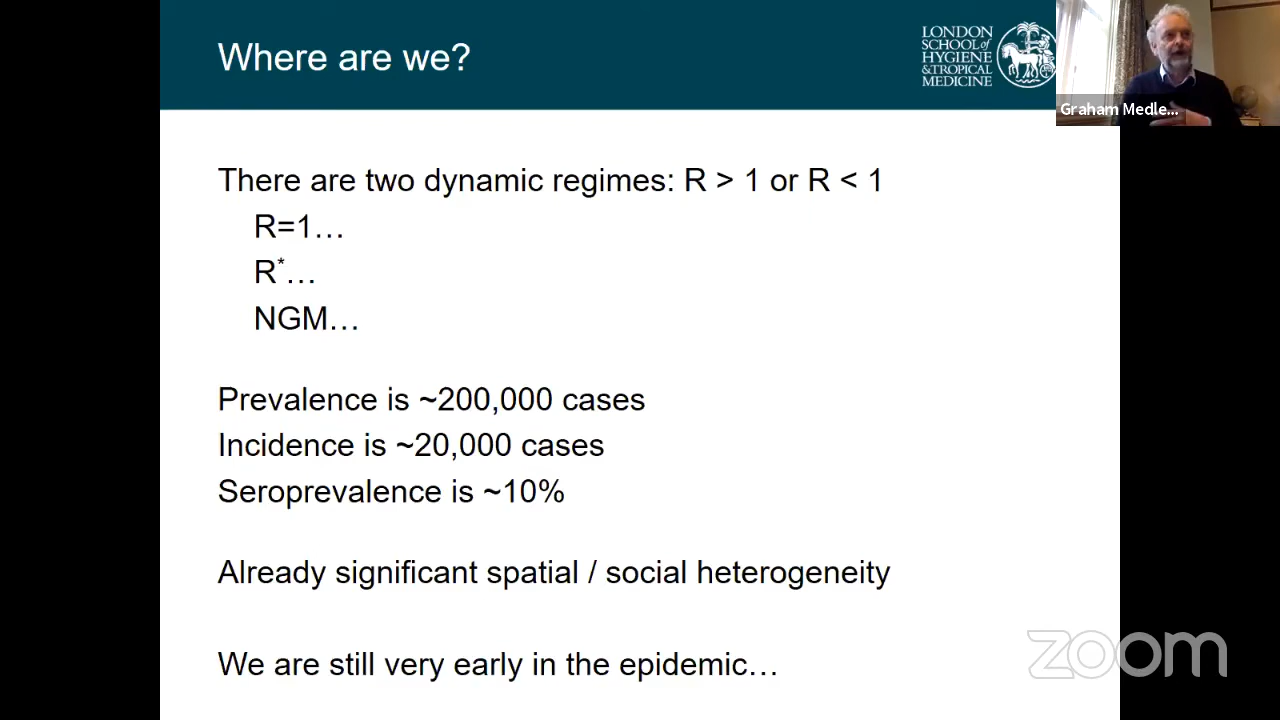 Where are we?
LONDON
SCHOOL of
HYGIENE
& TROPICAL
MEDICINE
Graham Medle...
There are two dynamic regimes: R > 1 or R < 1
R=1…
R*…
NGM…
Prevalence is ~200,000 cases
Incidence is ~20,000 cases
Seroprevalence is ~10%
Already significant spatial / social heterogeneity
We are still very early in the epidemic…
zoom